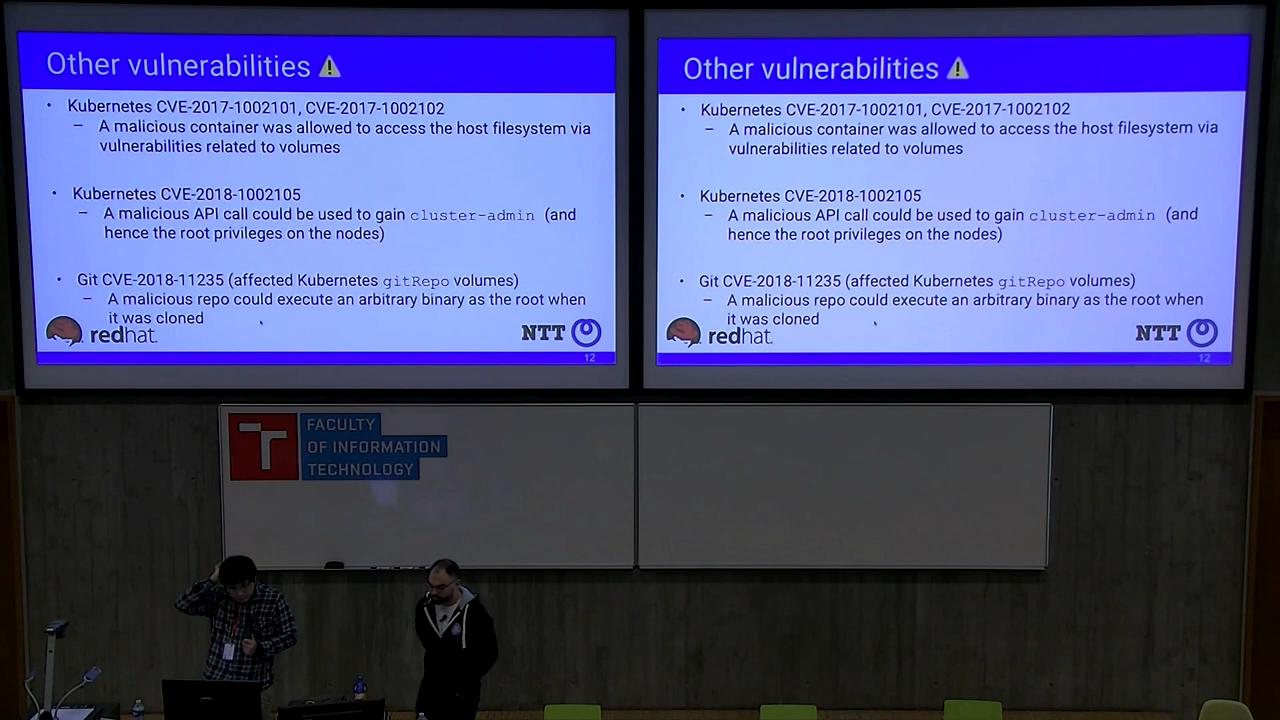 Other vulnerabilities
• Kubernetes CVE-2017-1002101, CVE-2017-1002102
– A malicious container was allowed to access the host filesystem via
vulnerabilities related to volumes
• Kubernetes CVE-2018-1002105
– A malicious API call could be used to gain cluster-admin (and
hence the root privileges on the nodes)
• Git CVE-2018-11235 (affected Kubernetes gitRepo volumes)
– A malicious repo could execute an arbitrary binary as the root when
it was cloned
redhat.
NTT
12
Other vulnerabilities
• Kubernetes CVE-2017-1002101, CVE-2017-1002102
– A malicious container was allowed to access the host filesystem via
vulnerabilities related to volumes
• Kubernetes CVE-2018-1002105
– A malicious API call could be used to gain cluster-admin (and
hence the root privileges on the nodes)
• Git CVE-2018-11235 (affected Kubernetes gitRepo volumes)
– A malicious repo could execute an arbitrary binary as the root when
it was cloned
redhat.
NTT
12
T
FACULTY
OF INFORMATION
TECHNOLOGY